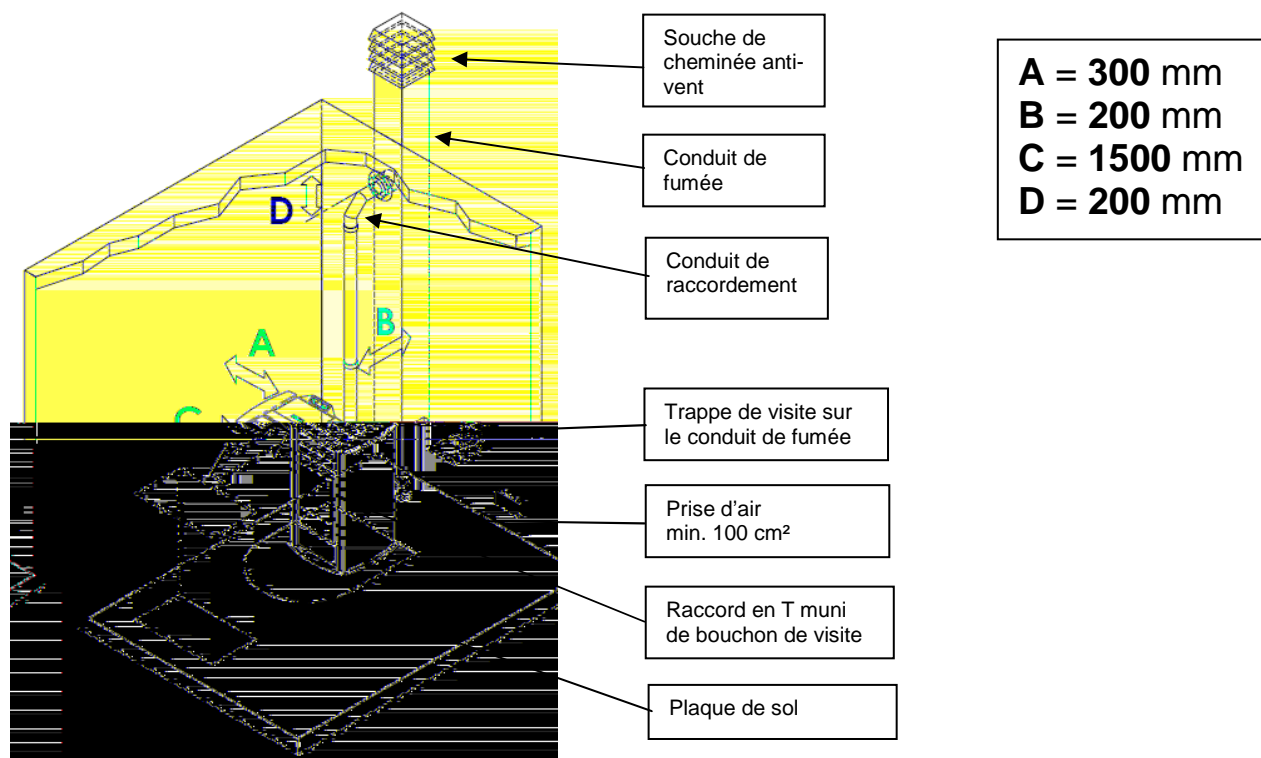 Souche de
cheminée anti-
vent
Conduit de
fumée
Conduit de
raccordement
Trappe de visite sur
le conduit de fumée
Prise d'air
min. 100 cm²
Raccord en T muni
de bouchon de visite
Plaque de sol
A = 300 mm
B = 200 mm
C = 1500 mm
D = 200 mm
D
B
A
C